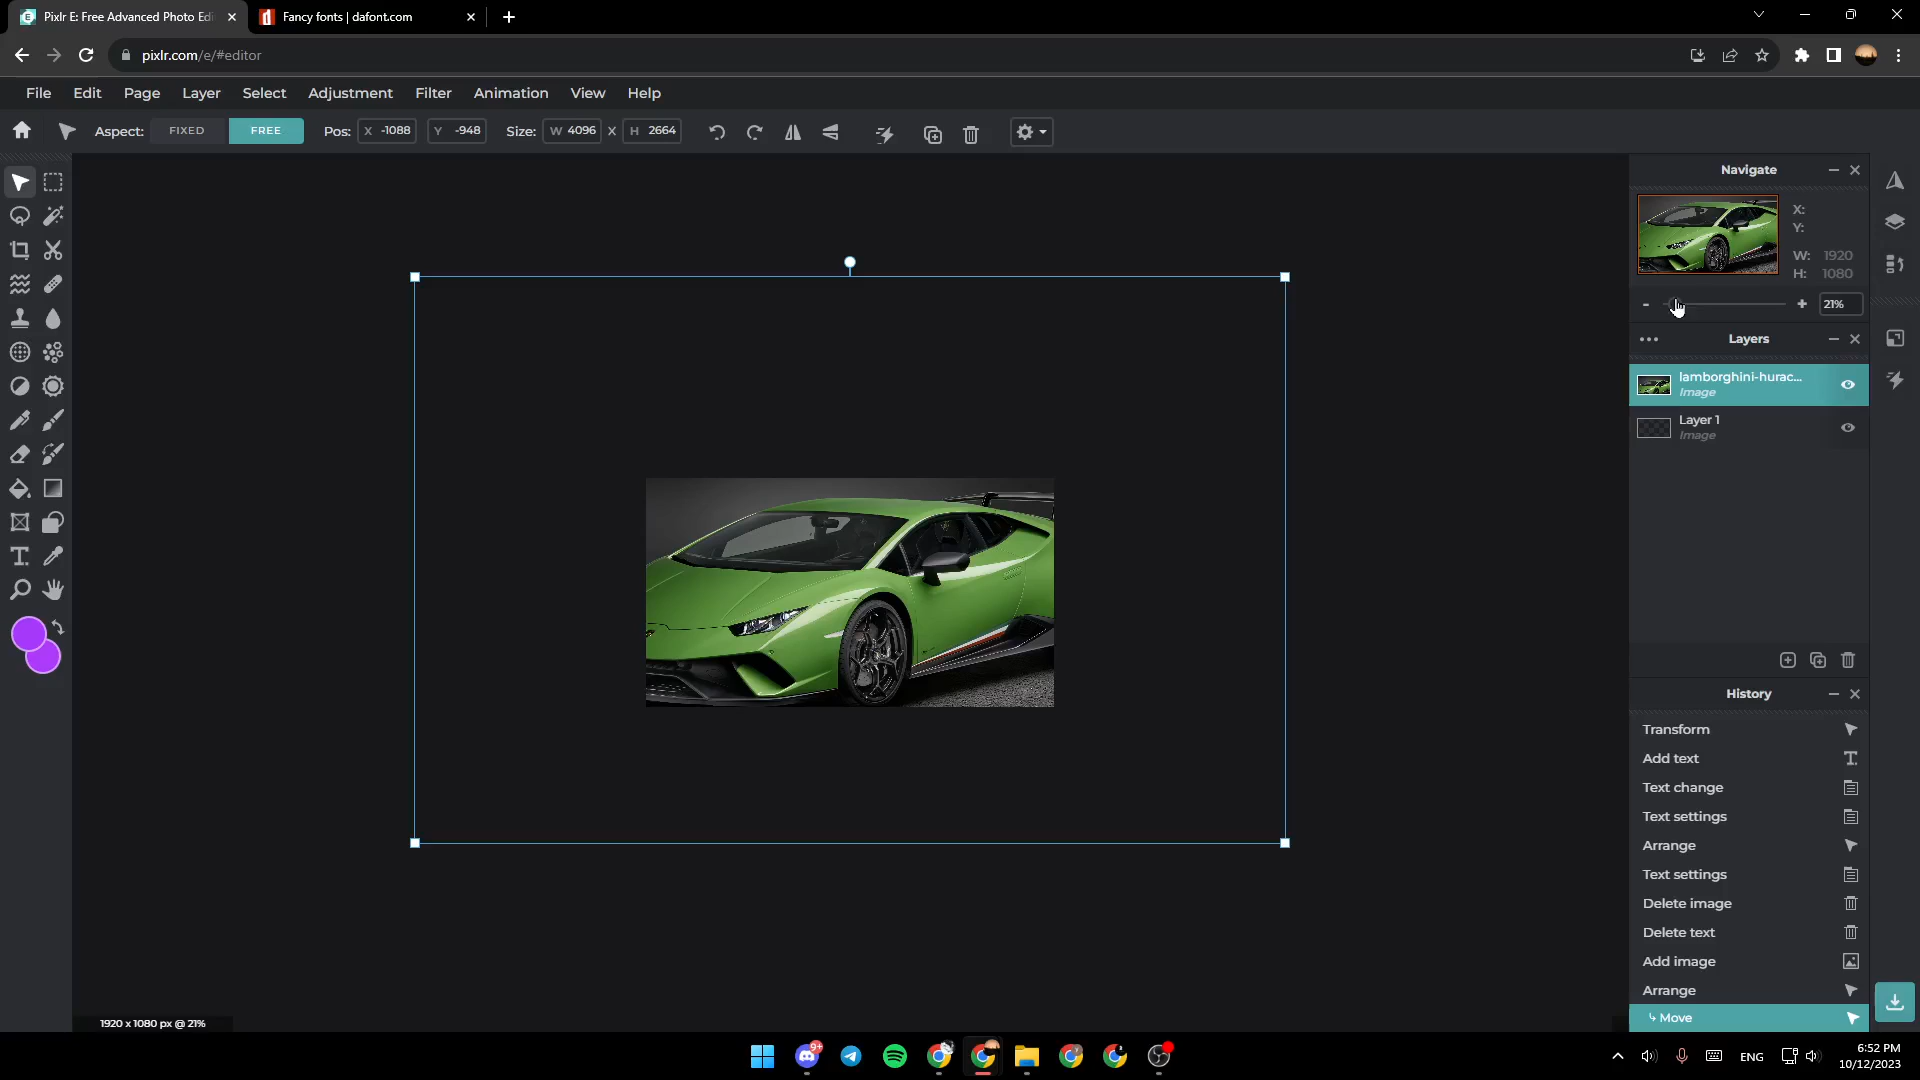 Pixlr E: Free Advanced Photo Edi
Fancy fonts | dafont.com
pixlr.com/e/#editor
File Edit Page Layer Select Adjustment Filter Animation View Help
Aspect: FIXED FREE Pos: X -1088 Y -948 Size: W 4096 X H 2664
Navigate
X:
Y:
W: 1920
H: 1080
- + 21%
Layers
lamborghini-hurac...
Image
Layer 1
Image
History
Transform
Add text
Text change
Text settings
Arrange
Text settings
Delete image
Delete text
Add image
Arrange
Move
1920 x 1080 px @ 21%
9+
ENG
6:52 PM
10/12/2023